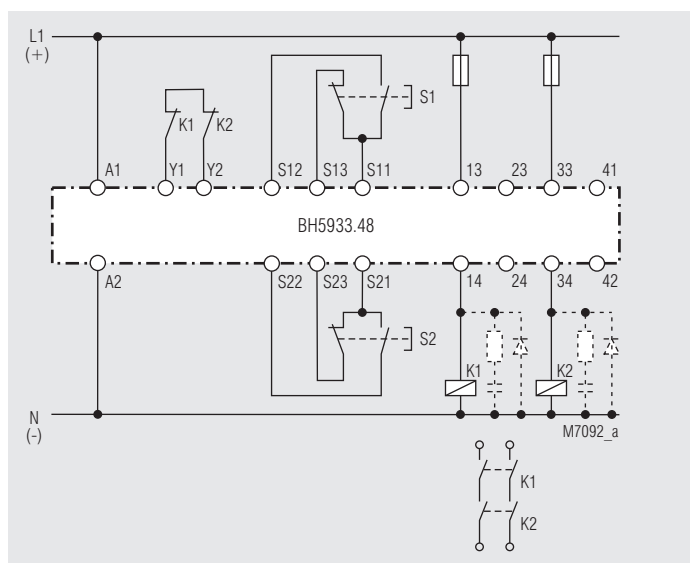 L1
(+)
K1
K2
S1
A1
Y1
Y2
S12
S13
S11
13
23
33
41
BH5933.48
A2
S22
S23
S21
14
24
34
42
S2
K1
K2
N
(-)
M7092_a
K1
K2